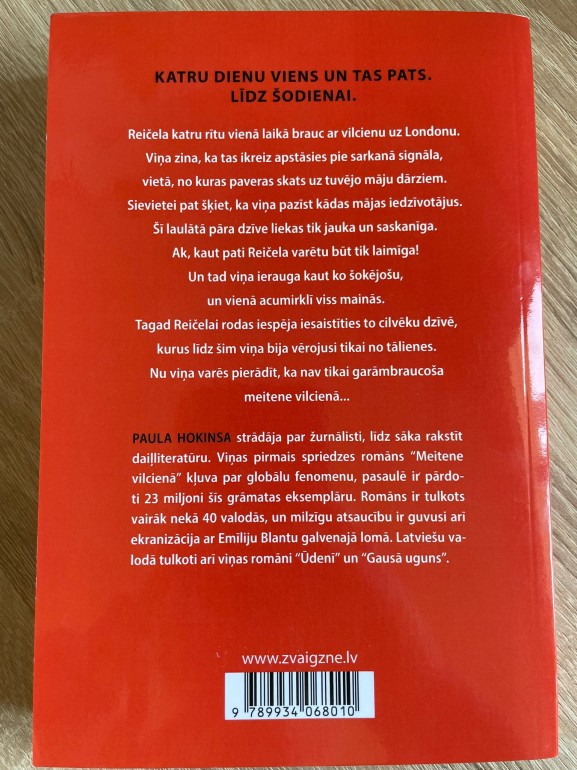 KATRU DIENU VIENS UN TAS PATS.
LĪDZ ŠODIENAI.
Reičela katru rītu vienā laikā brauc ar vilcienu uz Londonu.
Viņa zina, ka tas ikreiz apstāsies pie sarkanā signāla,
vietā, no kuras paveras skats uz tuvējo māju dārziem.
Sievietei pat šķiet, ka viņa pazīst kādas mājas iedzīvotājus.
Šī laulātā pāra dzīve liekas tik jauka un saskanīga.
Ak, kaut pati Reičela varētu būt tik laimīga!
Un tad viņa ierauga kaut ko šokējošu,
un vienā acumirklī viss mainās.
Tagad Reičelai rodas iespēja iesaistīties to cilvēku dzīvē,
kurus līdz šim viņa bija vērojusi tikai no tālienes.
Nu viņa varēs pierādīt, ka nav tikai garāmbraucoša
meitene vilcienā...
PAULA HOKINSA strādāja par žurnālisti, līdz sāka rakstīt
daiļliteratūru. Viņas pirmais spriedzes romāns “Meitene
vilcienā” kļuva par globālu fenomenu, pasaulē ir pārdo-
ti 23 miljoni šīs grāmatas eksemplāru. Romāns ir tulkots
vairāk nekā 40 valodās, un milzīgu atsaucību ir guvusi arī
ekranizācija ar Emīliju Blantu galvenajā lomā. Latviešu va-
lodā tulkoti arī viņas romāni “Ūdenī” un “Gausā uguns”.
www.zvaigzne.lv
9 789934 068010